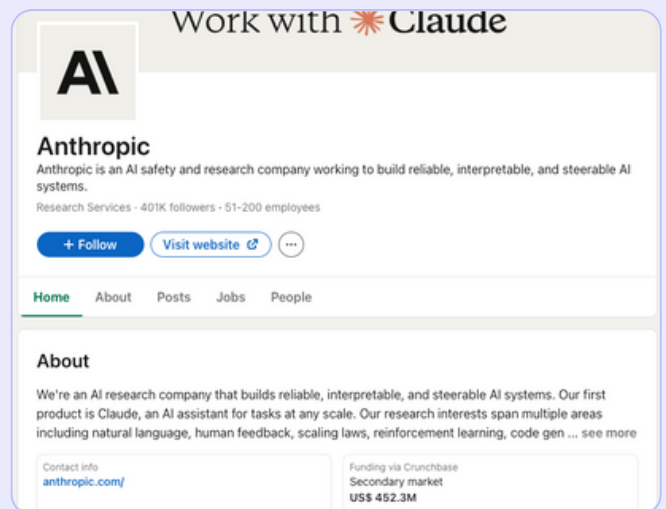 Work with Claude
A\
Anthropic
Anthropic is an AI safety and research company working to build reliable, interpretable, and steerable AI
systems.
Research Services · 401K followers · 51-200 employees
+ Follow
Visit website
···
Home About Posts Jobs People
About
We're an AI research company that builds reliable, interpretable, and steerable AI systems. Our first
product is Claude, an AI assistant for tasks at any scale. Our research interests span multiple areas
including natural language, human feedback, scaling laws, reinforcement learning, code gen ... see more
Contact info
anthropic.com/
Funding via Crunchbase
Secondary market
US$ 452.3M